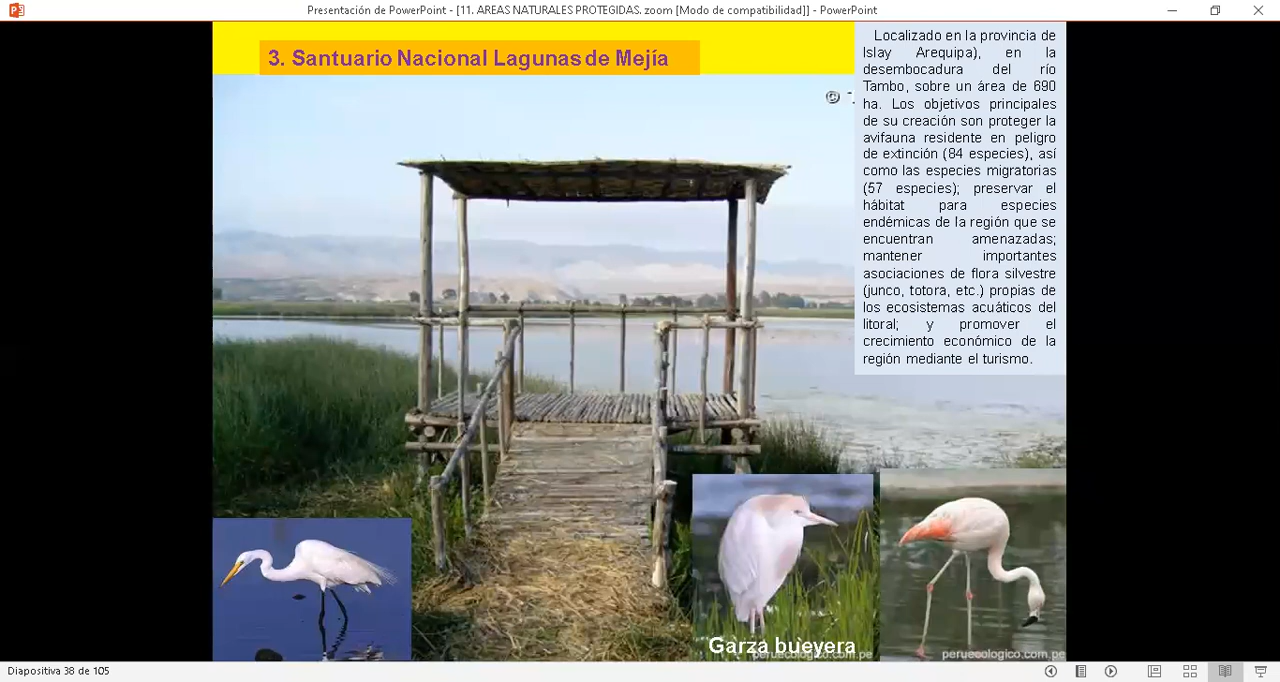 Presentación de PowerPoint - [11. AREAS NATURALES PROTEGIDAS. zoom [Modo de compatibilidad]] - PowerPoint
3. Santuario Nacional Lagunas de Mejía
Localizado en la provincia de
Islay Arequipa), en la
desembocadura del río
Tambo, sobre un área de 690
ha. Los objetivos principales
de su creación son proteger la
avifauna residente en peligro
de extinción (84 especies), así
como las especies migratorias
(57 especies); preservar el
hábitat para especies
endémicas de la región que se
encuentran amenazadas;
mantener importantes
asociaciones de flora silvestre
(junco, totora, etc.) propias de
los ecosistemas acuáticos del
litoral; y promover el
crecimiento económico de la
región mediante el turismo.
©
Garza bueyera
peruecologico.com.pe
peruecologico.com.pe
Diapositiva 38 de 105